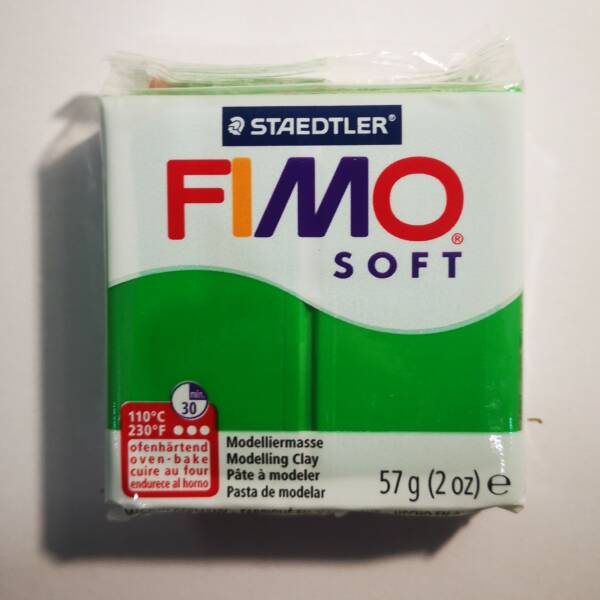 STAEDTLER®
FIMO®
SOFT
min.
30
110°C
230°F
ofenhärtend
oven-bake
cuire au four
endurece al horno
Modelliermasse
Modelling Clay
Pâte à modeler
Pasta de modelar
57 g (2 oz) ℮